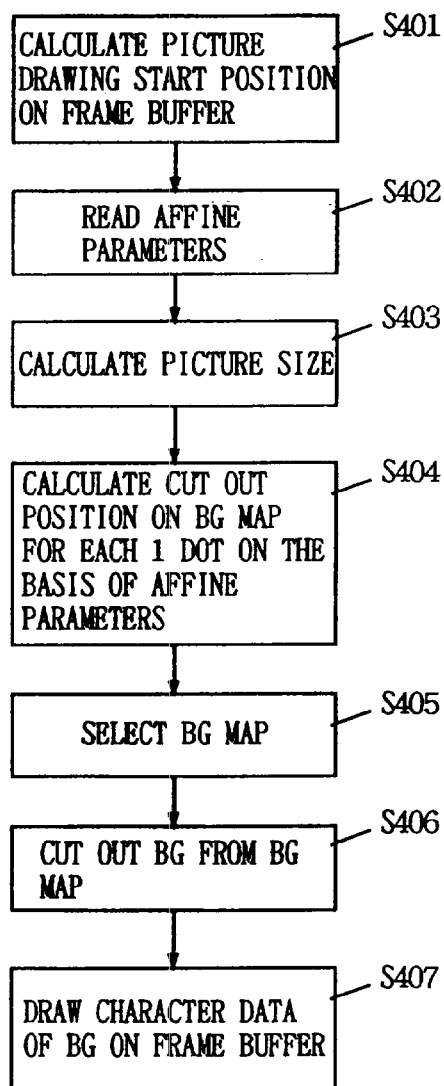 S401
CALCULATE PICTURE
DRAWING START POSITION
ON FRAME BUFFER
S402
READ AFFINE
PARAMETERS
S403
CALCULATE PICTURE SIZE
S404
CALCULATE CUT OUT
POSITION ON BG MAP
FOR EACH 1 DOT ON THE
BASIS OF AFFINE
PARAMETERS
S405
SELECT BG MAP
S406
CUT OUT BG FROM BG
MAP
S407
DRAW CHARACTER DATA
OF BG ON FRAME BUFFER